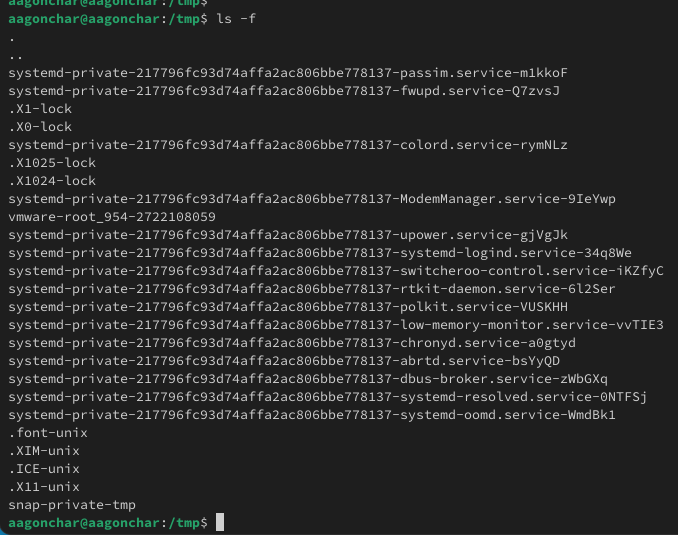 aagonchar@aagonchar:/tmp$
aagonchar@aagonchar:/tmp$ ls -f
.
..
systemd-private-217796fc93d74affa2ac806bbe778137-passim.service-m1kkoF
systemd-private-217796fc93d74affa2ac806bbe778137-fwupd.service-Q7zvsJ
.X1-lock
.X0-lock
systemd-private-217796fc93d74affa2ac806bbe778137-colord.service-rymNLz
.X1025-lock
.X1024-lock
systemd-private-217796fc93d74affa2ac806bbe778137-ModemManager.service-9IeYwp
vmware-root_954-2722108059
systemd-private-217796fc93d74affa2ac806bbe778137-upower.service-gjVgJk
systemd-private-217796fc93d74affa2ac806bbe778137-systemd-logind.service-34q8We
systemd-private-217796fc93d74affa2ac806bbe778137-switcheroo-control.service-iKZfyC
systemd-private-217796fc93d74affa2ac806bbe778137-rtkit-daemon.service-6l2Ser
systemd-private-217796fc93d74affa2ac806bbe778137-polkit.service-VUSKHH
systemd-private-217796fc93d74affa2ac806bbe778137-low-memory-monitor.service-vvTIE3
systemd-private-217796fc93d74affa2ac806bbe778137-chronyd.service-a0gtyd
systemd-private-217796fc93d74affa2ac806bbe778137-abrtd.service-bsYyQD
systemd-private-217796fc93d74affa2ac806bbe778137-dbus-broker.service-zWbGXq
systemd-private-217796fc93d74affa2ac806bbe778137-systemd-resolved.service-0NTFSj
systemd-private-217796fc93d74affa2ac806bbe778137-systemd-oomd.service-WmdBk1
.font-unix
.XIM-unix
.ICE-unix
.X11-unix
snap-private-tmp
aagonchar@aagonchar:/tmp$